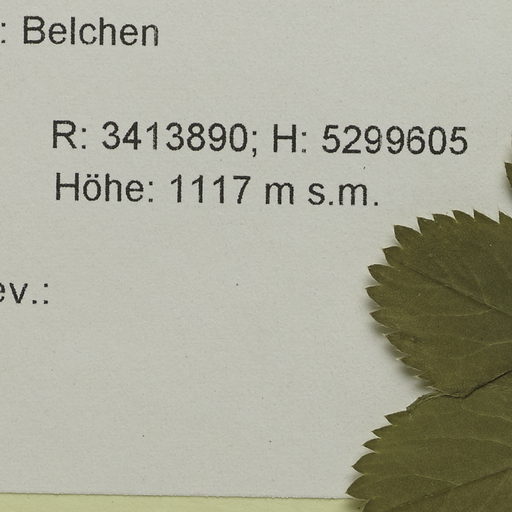 : Belchen
R: 3413890; H: 5299605
Höhe: 1117 m s.m.
ev.: